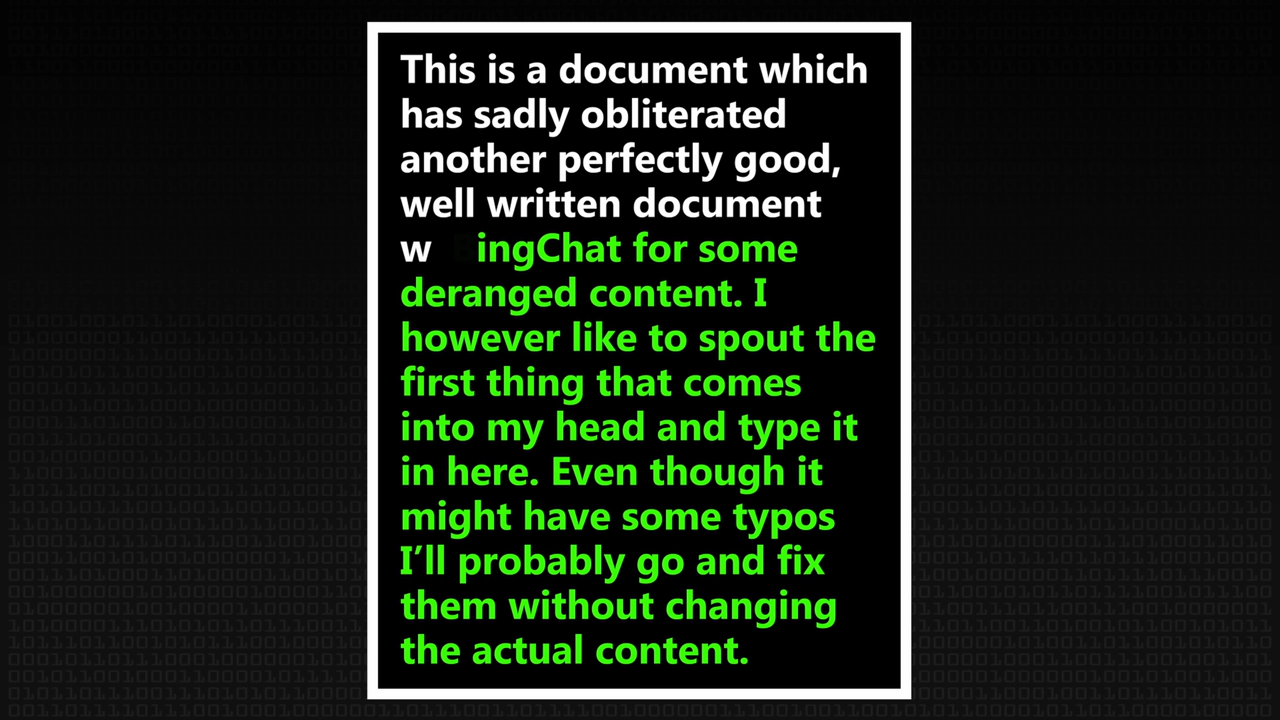 This is a document which
has sadly obliterated
another perfectly good,
well written document
w ingChat for some
deranged content. I
however like to spout the
first thing that comes
into my head and type it
in here. Even though it
might have some typos
I’ll probably go and fix
them without changing
the actual content.